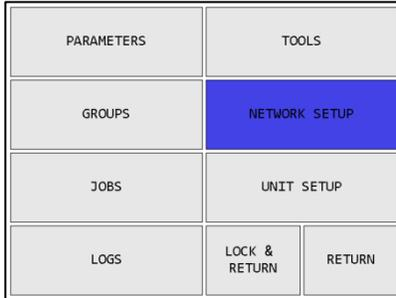 PARAMETERS
TOOLS
GROUPS
NETWORK SETUP
JOBS
UNIT SETUP
LOGS
LOCK &
RETURN
RETURN